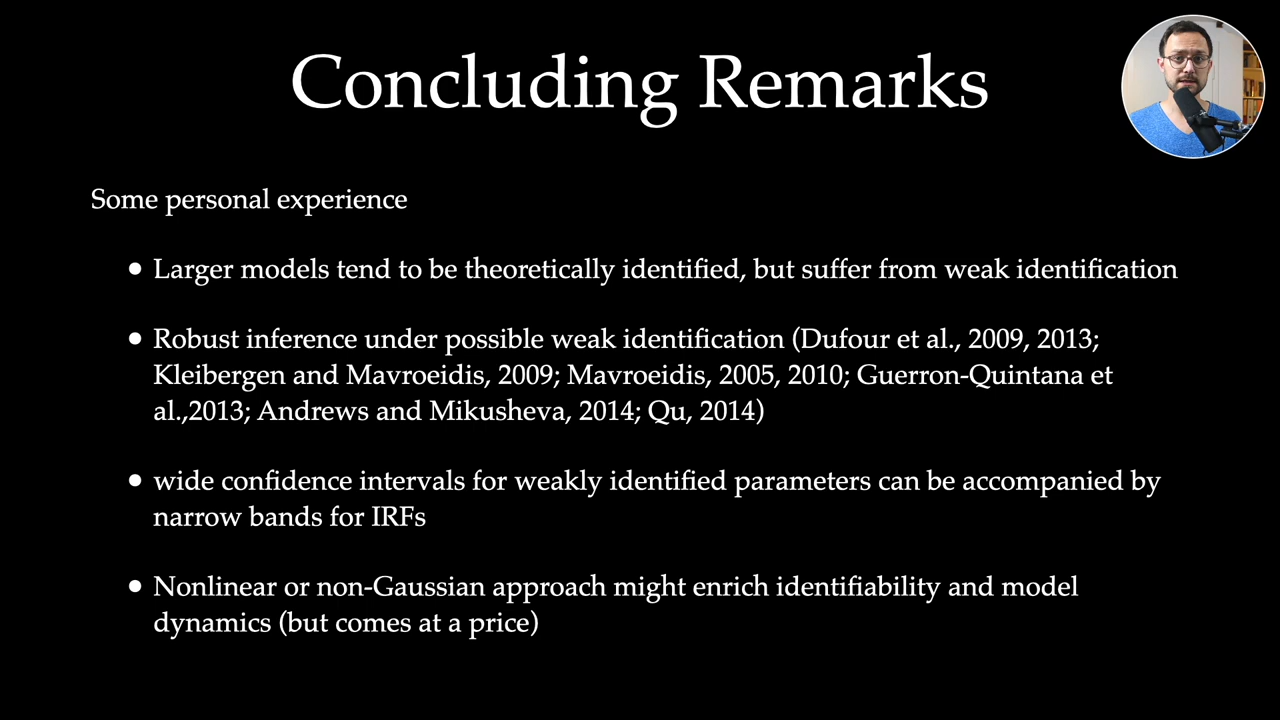 Concluding Remarks
Some personal experience
• Larger models tend to be theoretically identified, but suffer from weak identification
• Robust inference under possible weak identification (Dufour et al., 2009, 2013;
Kleibergen and Mavroeidis, 2009; Mavroeidis, 2005, 2010; Guerron-Quintana et
al.,2013; Andrews and Mikusheva, 2014; Qu, 2014)
• wide confidence intervals for weakly identified parameters can be accompanied by
narrow bands for IRFs
• Nonlinear or non-Gaussian approach might enrich identifiability and model
dynamics (but comes at a price)